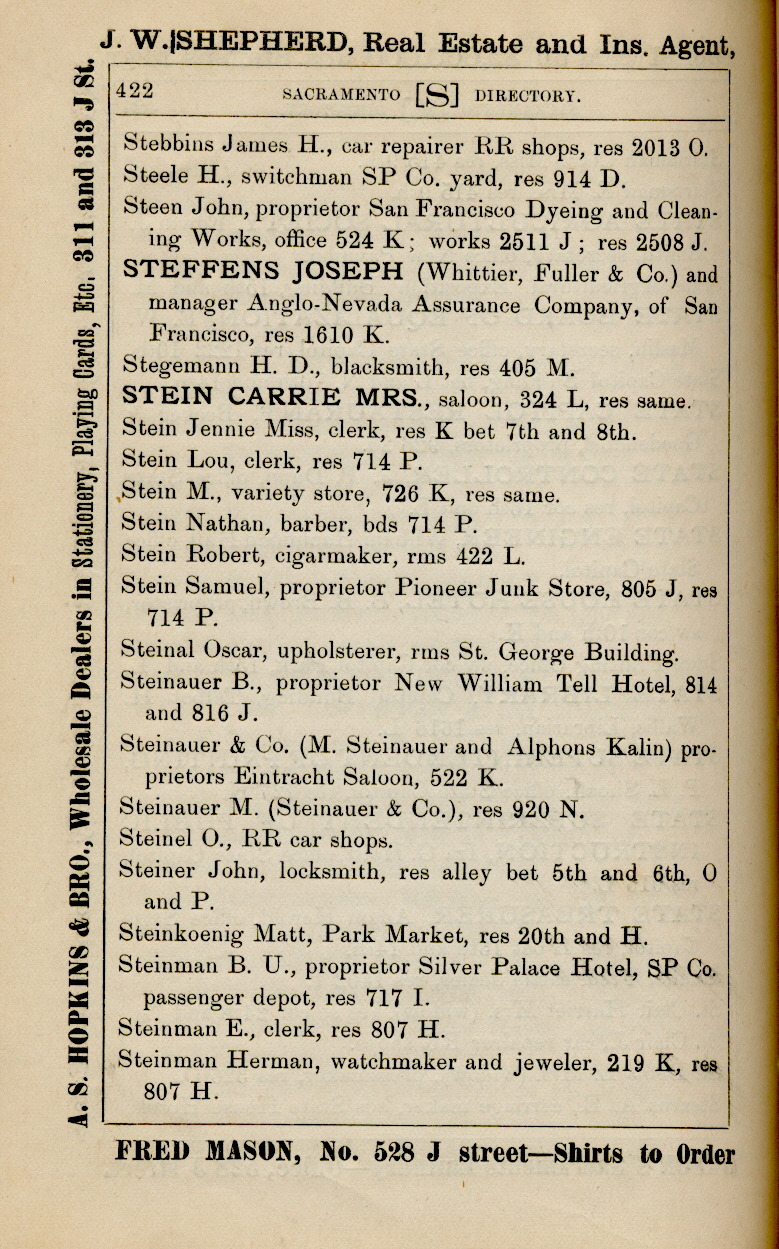 J. W. SHEPHERD, Real Estate and Ins. Agent,
A. S. HOPKINS & BRO., Wholesale Dealers in Stationery, Playing Cards, Etc. 311 and 313 J St.
422 SACRAMENTO [S] DIRECTORY.
Stebbins James H., car repairer RR shops, res 2013 O.
Steele H., switchman SP Co. yard, res 914 D.
Steen John, proprietor San Francisco Dyeing and Clean-
ing Works, office 524 K; works 2511 J ; res 2508 J.
STEFFENS JOSEPH (Whittier, Fuller & Co.) and
manager Anglo-Nevada Assurance Company, of San
Francisco, res 1610 K.
Stegemann H. D., blacksmith, res 405 M.
STEIN CARRIE MRS., saloon, 324 L, res same.
Stein Jennie Miss, clerk, res K bet 7th and 8th.
Stein Lou, clerk, res 714 P.
Stein M., variety store, 726 K, res same.
Stein Nathan, barber, bds 714 P.
Stein Robert, cigarmaker, rms 422 L.
Stein Samuel, proprietor Pioneer Junk Store, 805 J, res
714 P.
Steinal Oscar, upholsterer, rms St. George Building.
Steinauer B., proprietor New William Tell Hotel, 814
and 816 J.
Steinauer & Co. (M. Steinauer and Alphons Kalin) pro-
prietors Eintracht Saloon, 522 K.
Steinauer M. (Steinauer & Co.), res 920 N.
Steinel O., RR car shops.
Steiner John, locksmith, res alley bet 5th and 6th, O
and P.
Steinkoenig Matt, Park Market, res 20th and H.
Steinman B. U., proprietor Silver Palace Hotel, SP Co.
passenger depot, res 717 I.
Steinman E., clerk, res 807 H.
Steinman Herman, watchmaker and jeweler, 219 K, res
807 H.
FRED MASON, No. 528 J street—Shirts to Order